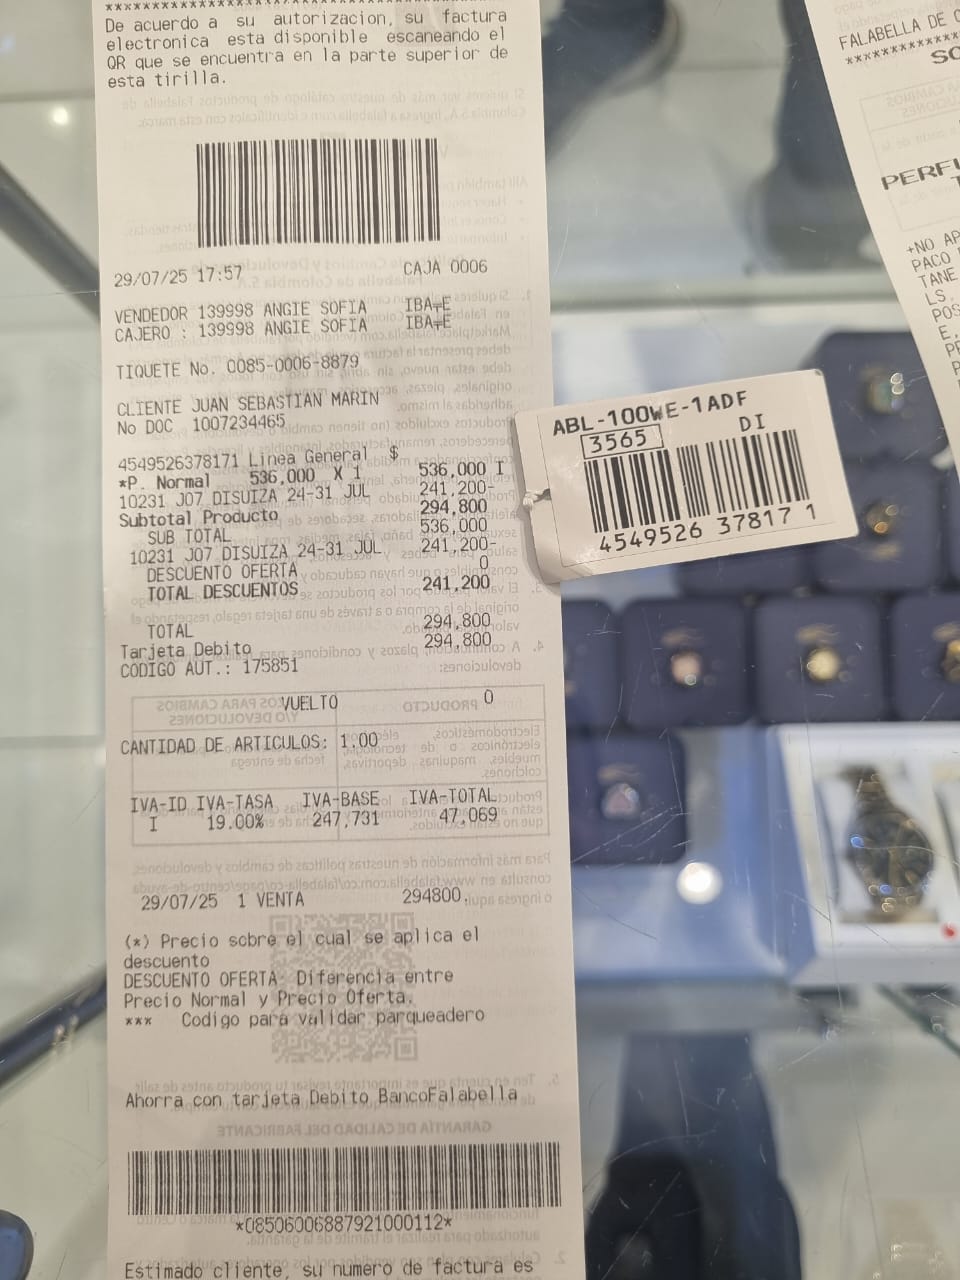 De acuerdo a su autorizacion, su factura
electronica esta disponible escaneando el
QR que se encuentra en la parte superior de
esta tirilla.
29/07/25 17:57 CAJA 0006
VENDEDOR 139998 ANGIE SOFIA
CAJERO : 139998 ANGIE SOFIA
TIQUETE No. 0085-0006-8879
CLIENTE JUAN SEBASTIAN MARIN
No DOC 1007234465
4549526378171 Linea General $
*P. Normal 536,000 X 1 536,000 I
10231 J07 DISUIZA 24-31 JUL 241,200-
Subtotal Producto 294,800
SUB TOTAL 536,000
10231 J07 DISUIZA 24-31 JUL 241,200-
DESCUENTO OFERTA 0
TOTAL DESCUENTOS 241,200
TOTAL 294,800
Tarjeta Debito 294,800
CODIGO AUT.: 175851
VUELTO 0
CANTIDAD DE ARTICULOS: 1.00
IVA-ID IVA-TASA IVA-BASE IVA-TOTAL
I 19.00% 247,731 47,069
29/07/25 1 VENTA 294800.
(*) Precio sobre el cual se aplica el
descuento
DESCUENTO OFERTA: Diferencia entre
Precio Normal y Precio Oferta.
*** Codigo para validar parqueadero
Ahorra con tarjeta Debito BancoFalabella
*08506006887921000112*
Estimado cliente, su numero de factura es
ABL-100WE-1ADF
3565 DI
4549526 37817 1
FALABELLA DE
PERFU
+NO AP
PACO
TANE
LS.
POS
E.